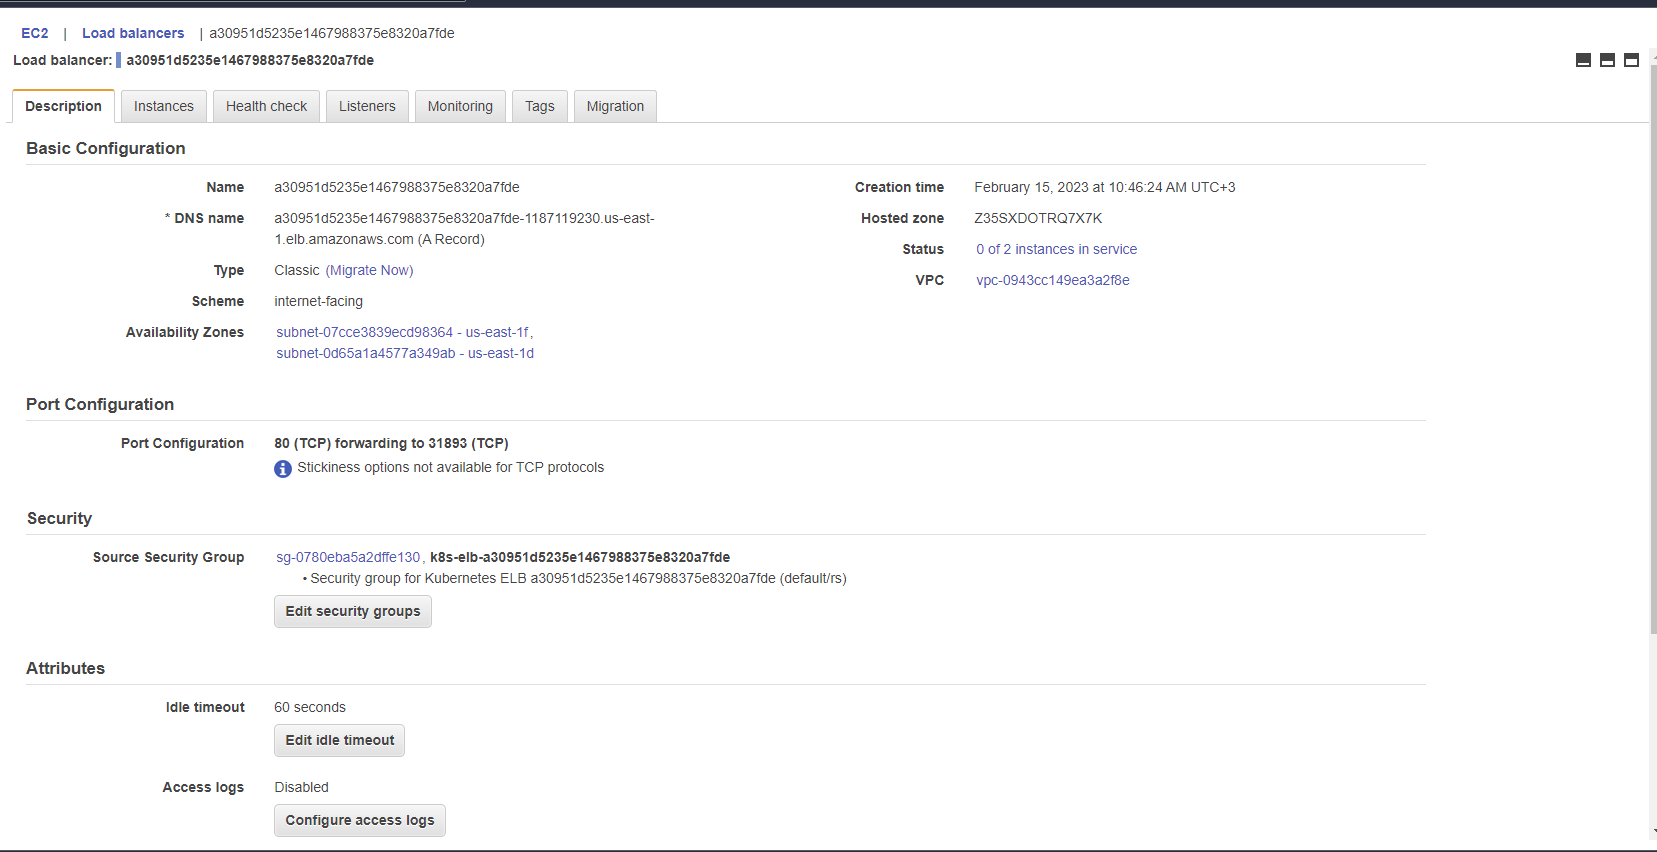 EC2 | Load balancers | a30951d5235e1467988375e8320a7fde
Load balancer: a30951d5235e1467988375e8320a7fde
Description Instances Health check Listeners Monitoring Tags Migration
Basic Configuration
Name a30951d5235e1467988375e8320a7fde
* DNS name a30951d5235e1467988375e8320a7fde-1187119230.us-east-
1.elb.amazonaws.com (A Record)
Type Classic (Migrate Now)
Scheme internet-facing
Availability Zones subnet-07cce3839ecd98364 - us-east-1f,
subnet-0d65a1a4577a349ab - us-east-1d
Creation time February 15, 2023 at 10:46:24 AM UTC+3
Hosted zone Z35SXDOTRQ7X7K
Status 0 of 2 instances in service
VPC vpc-0943cc149ea3a2f8e
Port Configuration
Port Configuration 80 (TCP) forwarding to 31893 (TCP)
Stickiness options not available for TCP protocols
Security
Source Security Group sg-0780eba5a2dffe130, k8s-elb-a30951d5235e1467988375e8320a7fde
• Security group for Kubernetes ELB a30951d5235e1467988375e8320a7fde (default/rs)
Edit security groups
Attributes
Idle timeout 60 seconds
Edit idle timeout
Access logs Disabled
Configure access logs